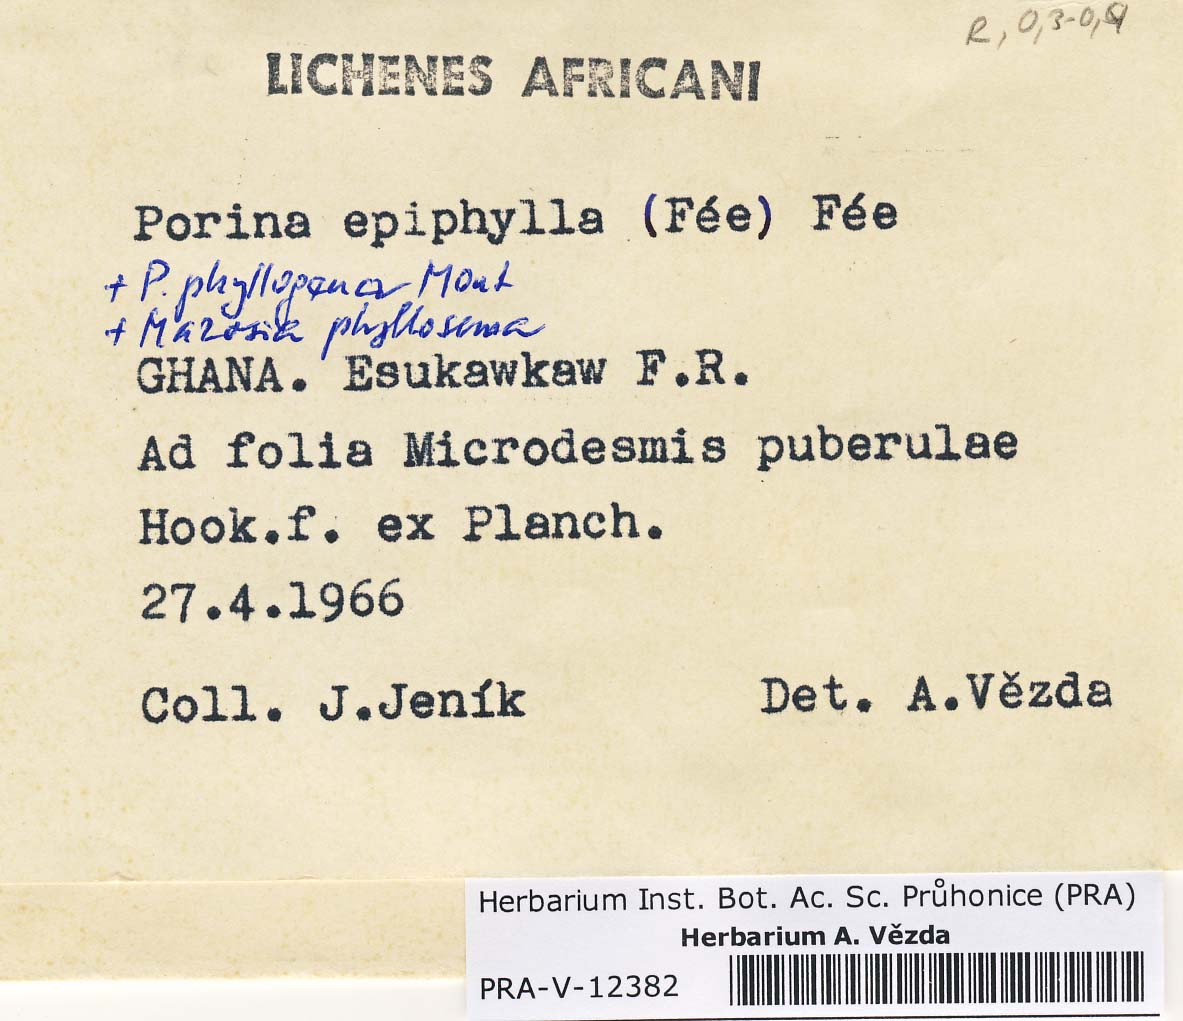 R, 0,3-0,4
LICHENES AFRICANI
Porina epiphylla (Fée) Fée
+ P. phyllogena Mont
+ Mazosia phyllosema
GHANA. Esukawkaw F.R.
Ad folia Microdesmis puberulae
Hook.f. ex Planch.
27.4.1966
Coll. J.Jeník Det. A.Vězda
Herbarium Inst. Bot. Ac. Sc. Průhonice (PRA)
Herbarium A. Vězda
PRA-V-12382